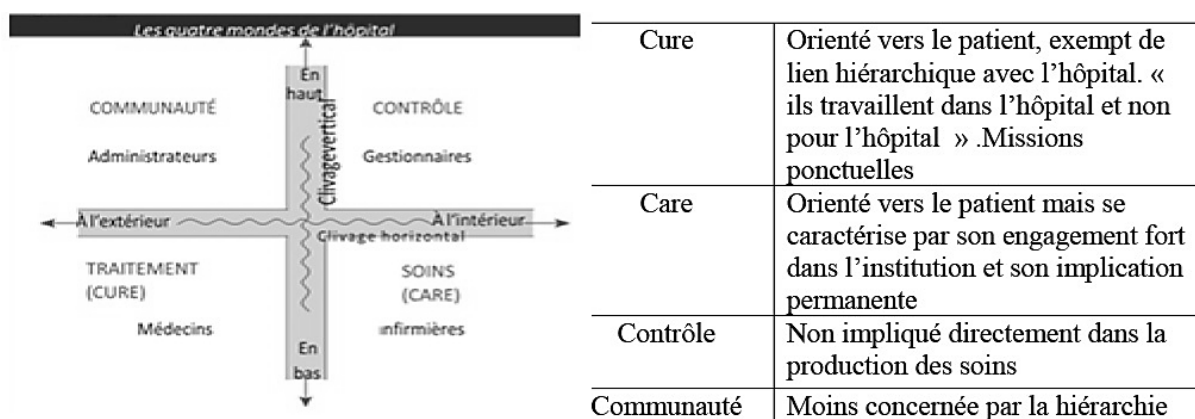 Les quatre mondes de l'hôpital
En
haut
COMMUNAUTÉ
CONTRÔLE
Clivagevertical
Administrateurs
Gestionnaires
À l'extérieur
À l'intérieur
Clivage horizontal
TRAITEMENT
(CURE)
SOINS
(CARE)
Médecins
infirmières
En
bas
Cure
Orienté vers le patient, exempt de
lien hiérarchique avec l'hôpital. «
ils travaillent dans l'hôpital et non
pour l'hôpital » .Missions
ponctuelles
Care
Orienté vers le patient mais se
caractérise par son engagement fort
dans l'institution et son implication
permanente
Contrôle
Non impliqué directement dans la
production des soins
Communauté
Moins concernée par la hiérarchie